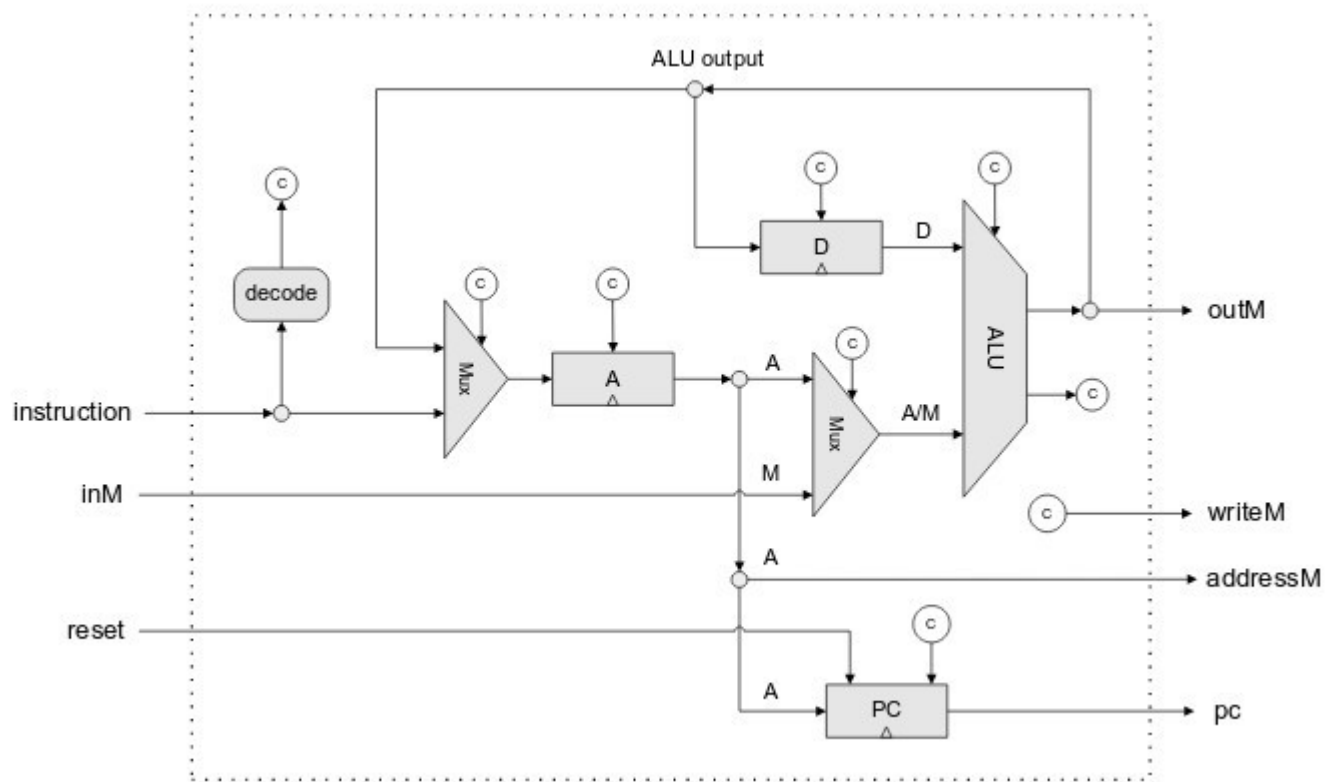 ALU output
C
C
C
D
D
decode
C
C
C
outM
ALU
Mux
A
A
Mux
A/M
C
instruction
M
inM
C
writeM
A
addressM
reset
C
A
PC
pc